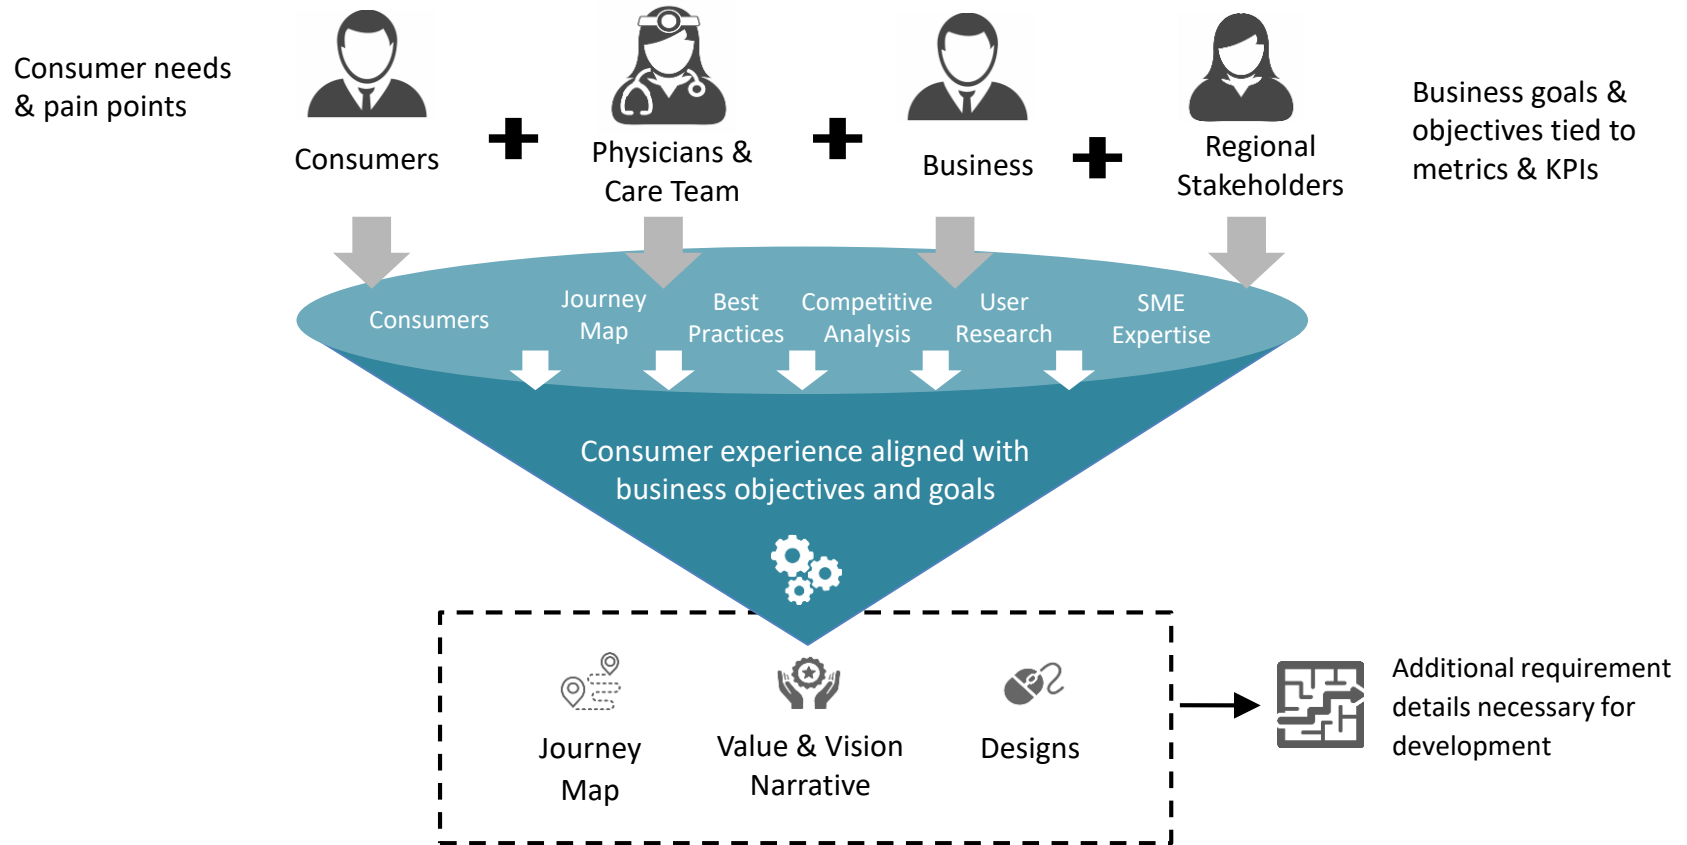 Consumer needs
& pain points
Consumers
Physicians &
Care Team
Business
Regional
Stakeholders
Business goals &
objectives tied to
metrics & KPIs
Consumers
Journey
Map
Best
Practices
Competitive
Analysis
User
Research
SME
Expertise
Consumer experience aligned with
business objectives and goals
Journey
Map
Value & Vision
Narrative
Designs
Additional requirement
details necessary for
development